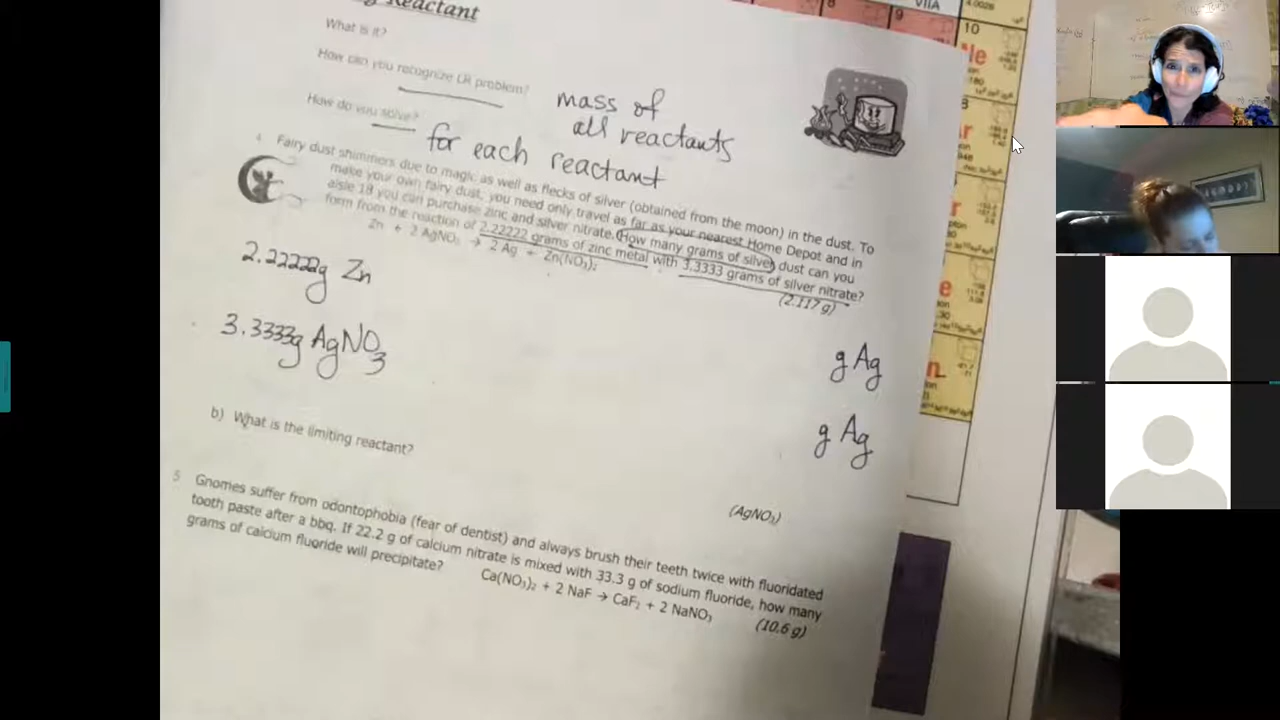 Reactant
What is it?
How can you recognize LR problem?
mass of
all reactants
How do you solve?
for each reactant
4 Fairy dust shimmers due to magic as well as flecks of silver (obtained from the moon) in the dust. To
make your own fairy dust, you need only travel as far as your nearest Home Depot and in
aisle 18 you can purchase zinc and silver nitrate. How many grams of silver dust can you
form from the reaction of 2.22222 grams of zinc metal with 3.3333 grams of silver nitrate?
Zn + 2 AgNO3 → 2 Ag + Zn(NO3)2
(2.117 g)
2.22222g Zn
g Ag
3.3333g AgNO3
g Ag
b) What is the limiting reactant?
(AgNO3)
5 Gnomes suffer from odontophobia (fear of dentist) and always brush their teeth twice with fluoridated
tooth paste after a bbq. If 22.2 g of calcium nitrate is mixed with 33.3 g of sodium fluoride, how many
grams of calcium fluoride will precipitate?
Ca(NO3)2 + 2 NaF → CaF2 + 2 NaNO3
(10.6 g)
8
9
VIIA
4.0026
10